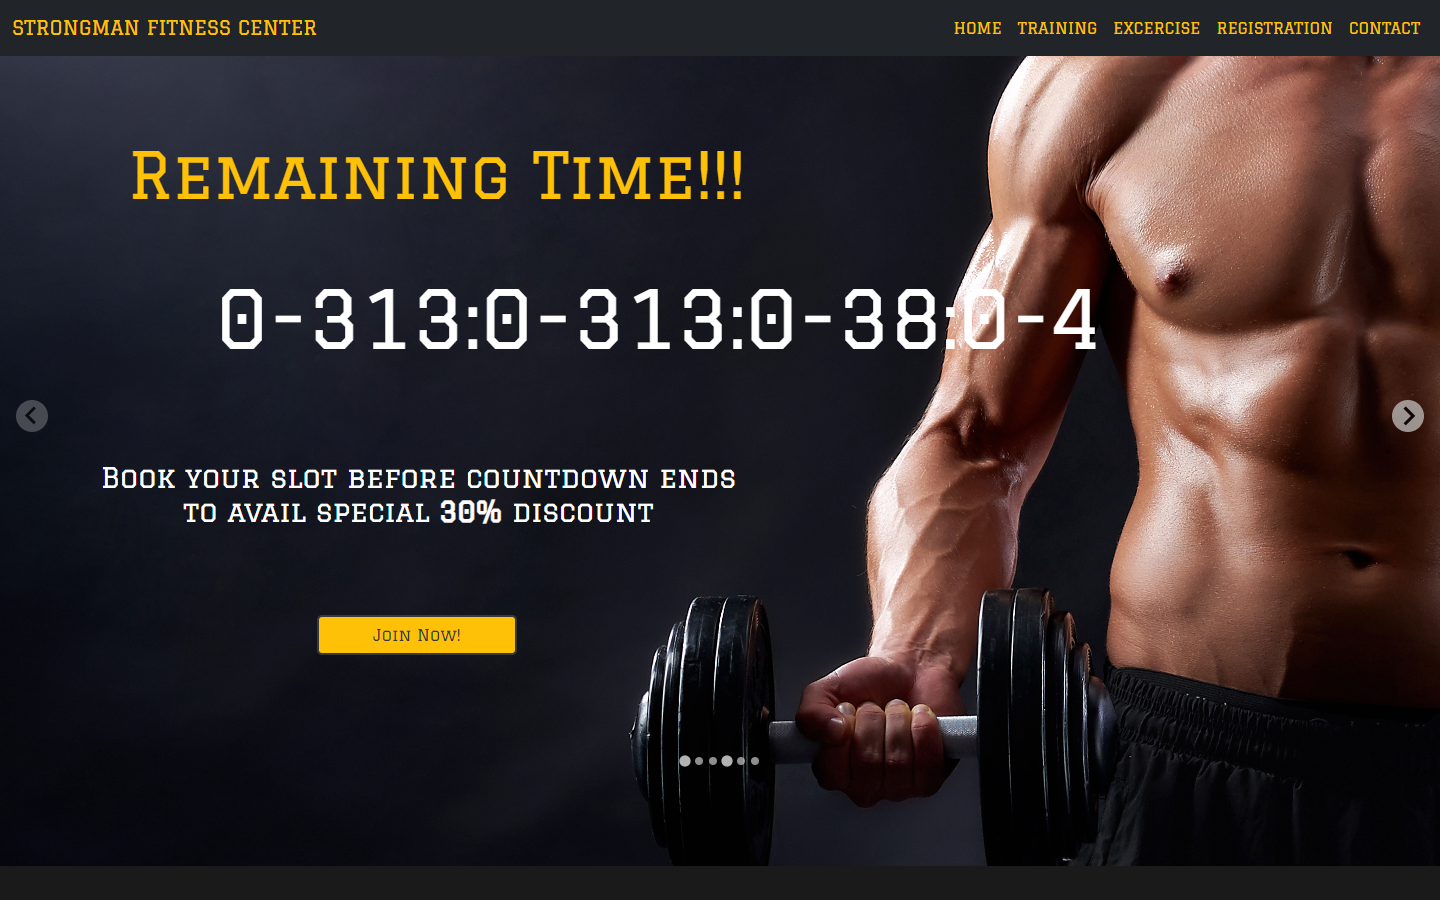 STRONGMAN FITNESS CENTER
HOME TRAINING EXCERCISE REGISTRATION CONTACT
Remaining Time!!!
0-313:0-313:0-38:0-4
Book your slot before countdown ends
to avail special 30% discount
Join Now!